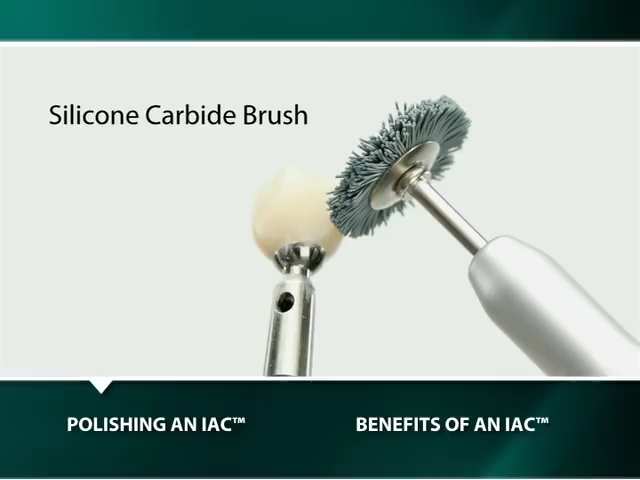 Silicone Carbide Brush
POLISHING AN IAC™
BENEFITS OF AN IAC™